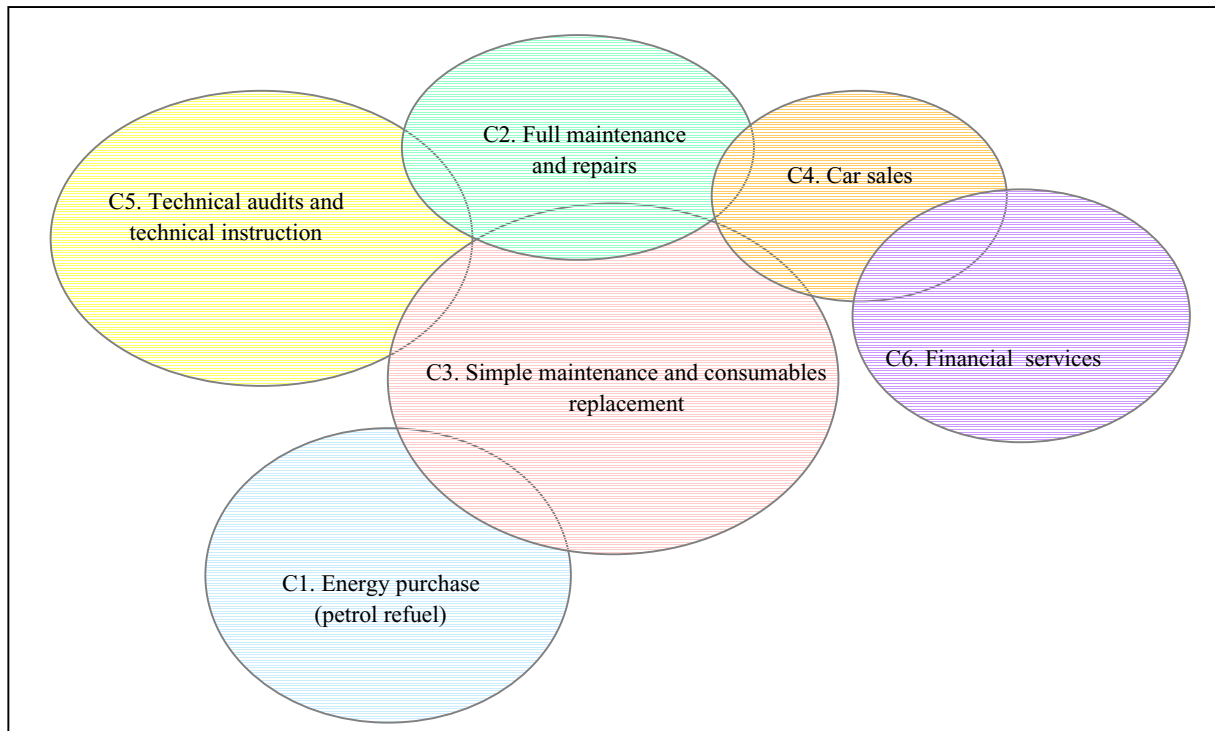 C2. Full maintenance
and repairs
C4. Car sales
C5. Technical audits and
technical instruction
C6. Financial  services
C3. Simple maintenance and consumables
replacement
C1. Energy purchase
(petrol refuel)